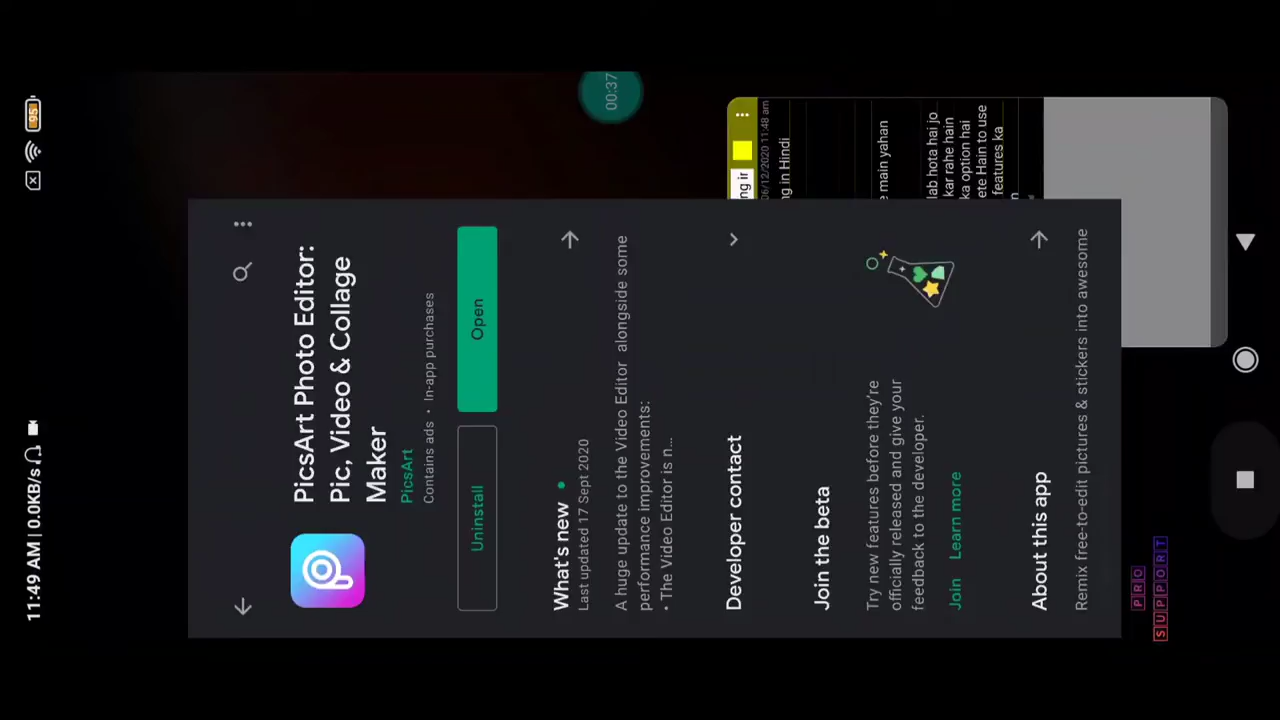 11:49 AM | 0.0KB/s
95
00:37
PicsArt Photo Editor:
Pic, Video & Collage
Maker
PicsArt
Contains ads • In-app purchases
Uninstall
Open
What's new
Last updated 17 Sept 2020
A huge update to the Video Editor alongside some
performance improvements:
• The Video Editor is n...
Developer contact
Join the beta
Try new features before they're
officially released and give your
feedback to the developer.
Join
Learn more
About this app
Remix free-to-edit pictures & stickers into awesome
06/12/2020 11:48 am
ng in Hindi
main yahan
lab hota hai jo
kar rahe hain
ka option hai
ete Hain to use
features ka
PRO
SUPPORT